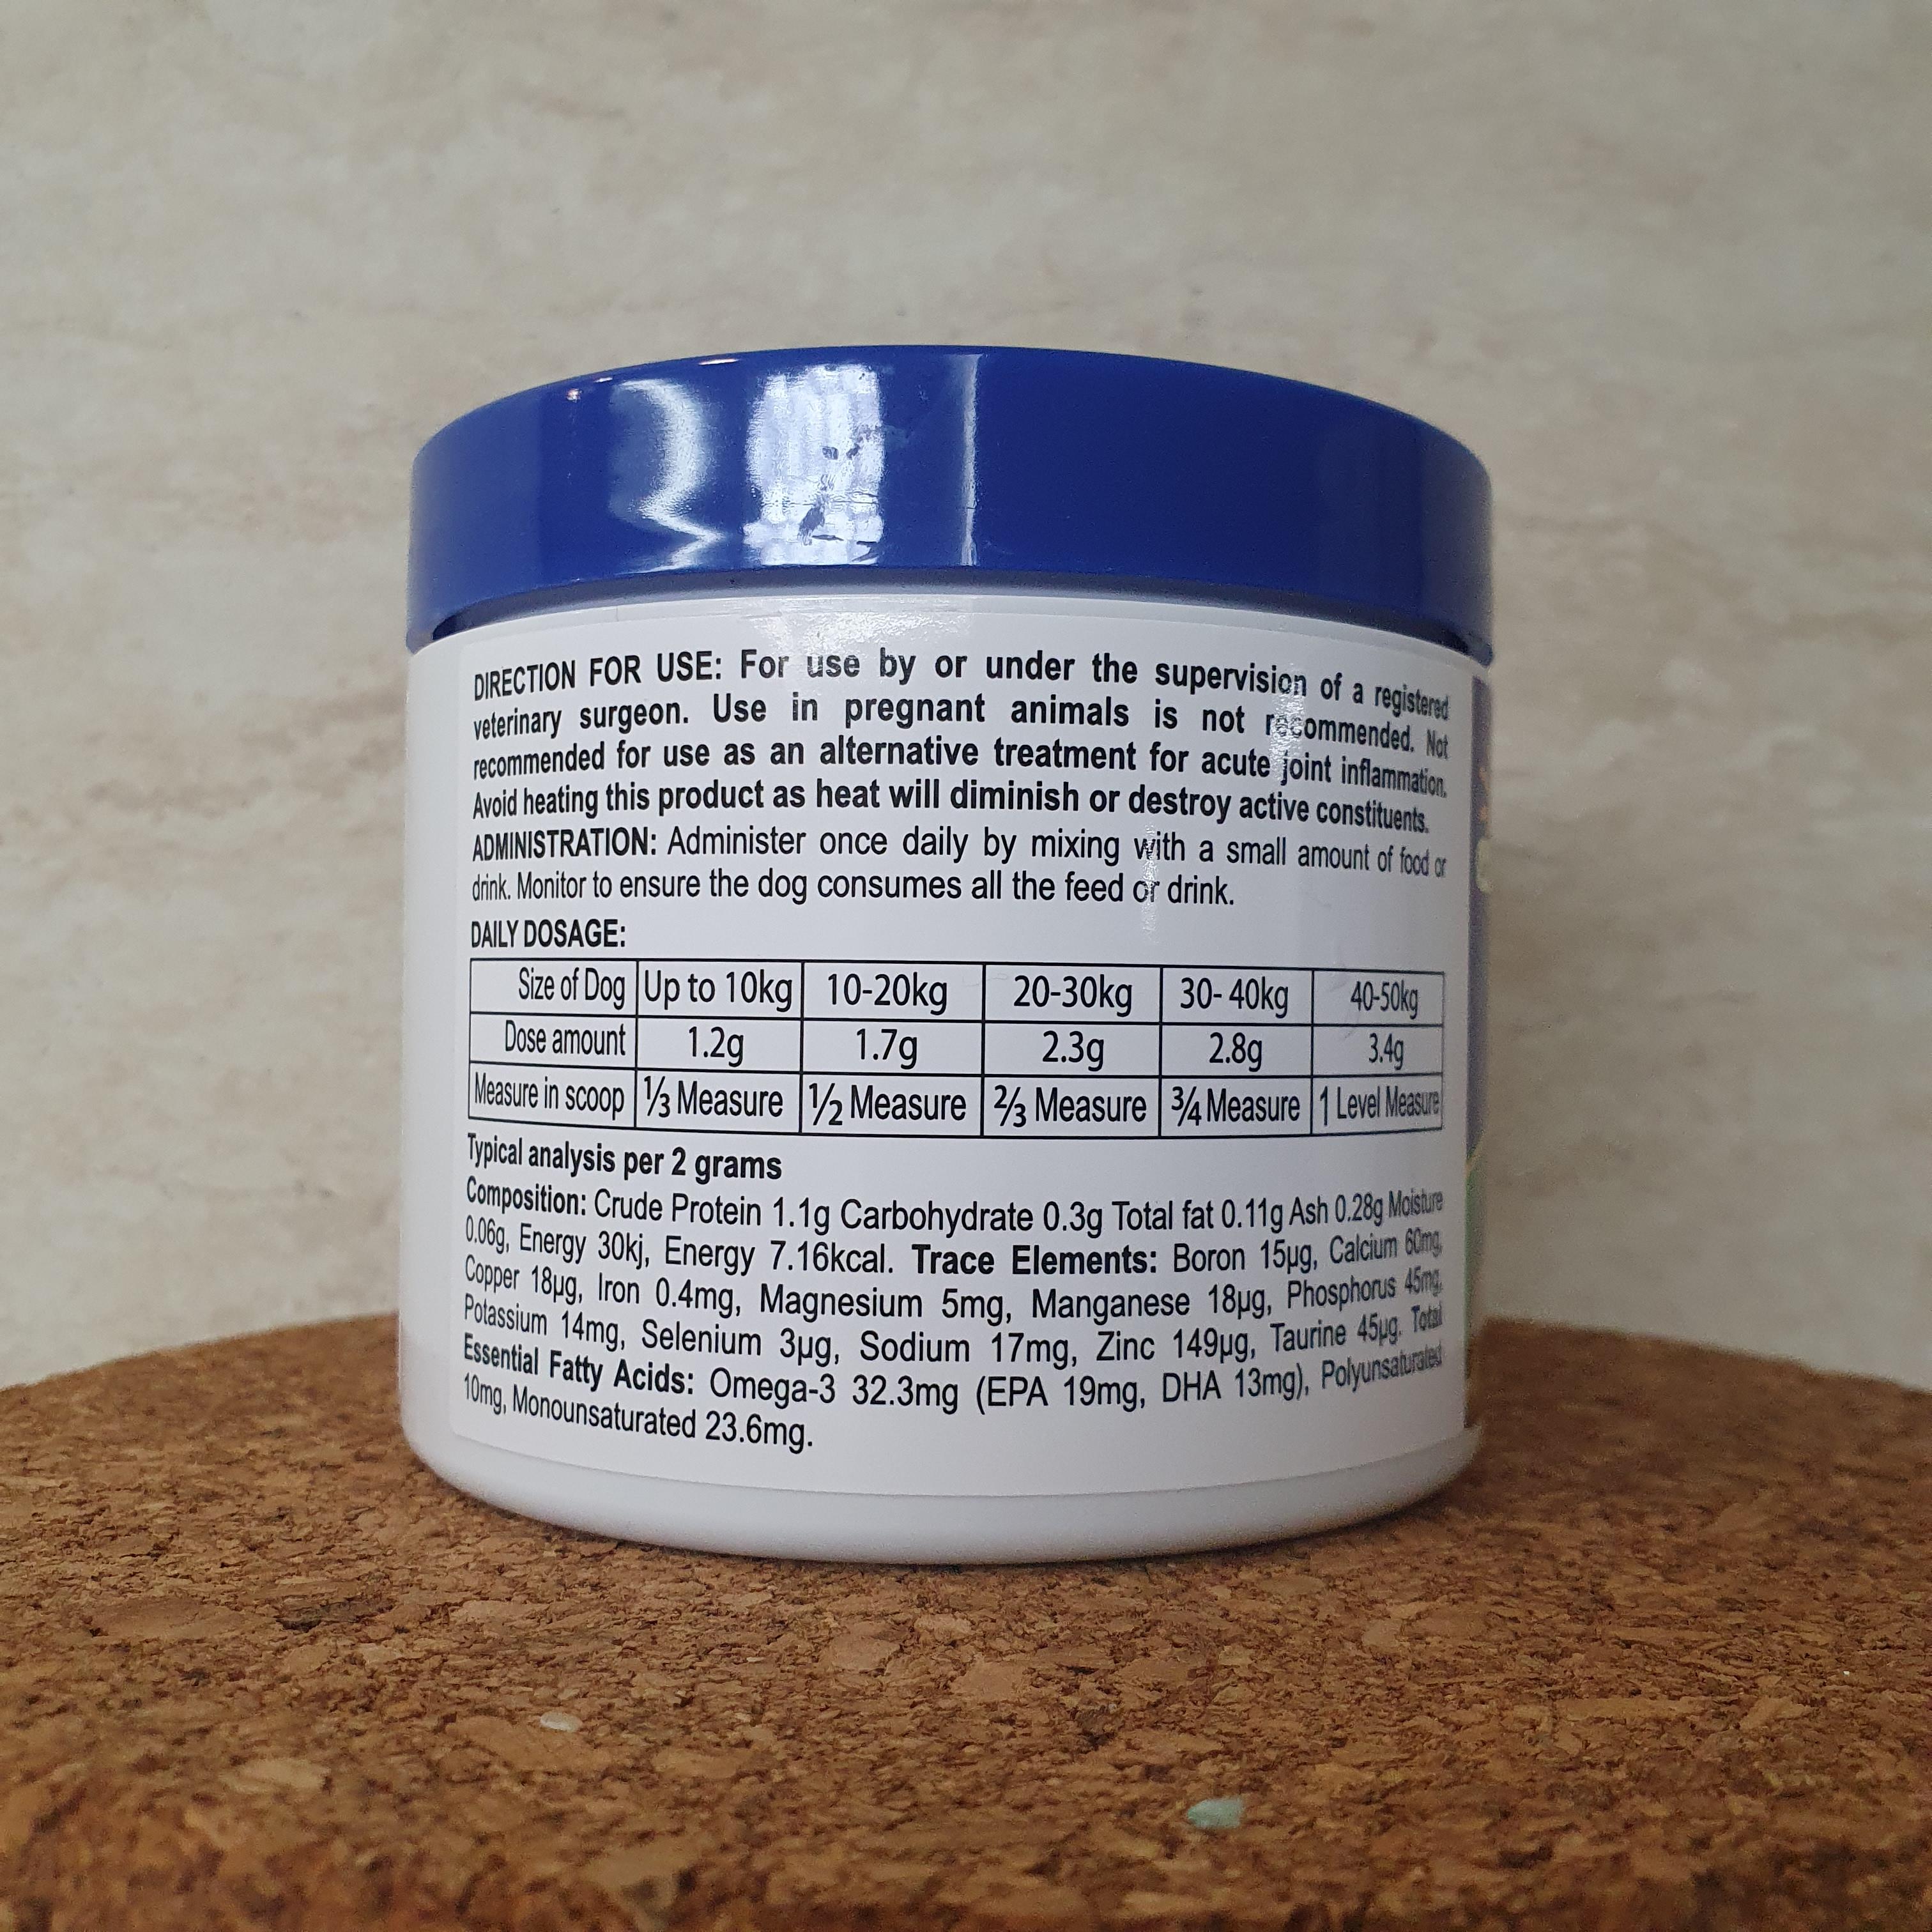 DIRECTION FOR USE: For use by or under the supervision of a registered
veterinary surgeon. Use in pregnant animals is not recommended. Not
recommended for use as an alternative treatment for acute joint inflammation.
Avoid heating this product as heat will diminish or destroy active constituents.
ADMINISTRATION: Administer once daily by mixing with a small amount of food or
drink. Monitor to ensure the dog consumes all the feed or drink.
DAILY DOSAGE:
Size of Dog Up to 10kg 10-20kg 20-30kg 30- 40kg 40-50kg
Dose amount 1.2g 1.7g 2.3g 2.8g 3.4g
Measure in scoop ⅓ Measure ½ Measure ⅔ Measure ¾ Measure 1 Level Measure
Typical analysis per 2 grams
Composition: Crude Protein 1.1g Carbohydrate 0.3g Total fat 0.11g Ash 0.28g Moisture
0.06g, Energy 30kj, Energy 7.16kcal. Trace Elements: Boron 15µg, Calcium 60mg,
Copper 18µg, Iron 0.4mg, Magnesium 5mg, Manganese 18µg, Phosphorus 45mg,
Potassium 14mg, Selenium 3µg, Sodium 17mg, Zinc 149µg, Taurine 45µg. Total
Essential Fatty Acids: Omega-3 32.3mg (EPA 19mg, DHA 13mg), Polyunsaturated
10mg, Monounsaturated 23.6mg.